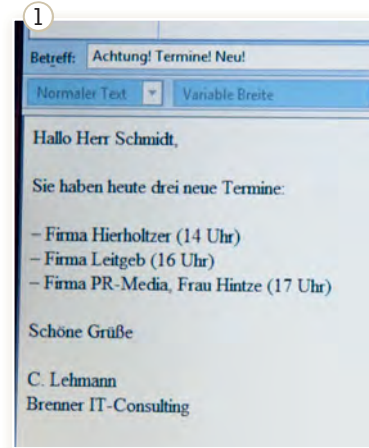 1
Betreff: Achtung! Termine! Neu!
Normaler Text Variable Breite
Hallo Herr Schmidt,
Sie haben heute drei neue Termine:
– Firma Hierholtzer (14 Uhr)
– Firma Leitgeb (16 Uhr)
– Firma PR-Media, Frau Hintze (17 Uhr)
Schöne Grüße
C. Lehmann
Brenner IT-Consulting